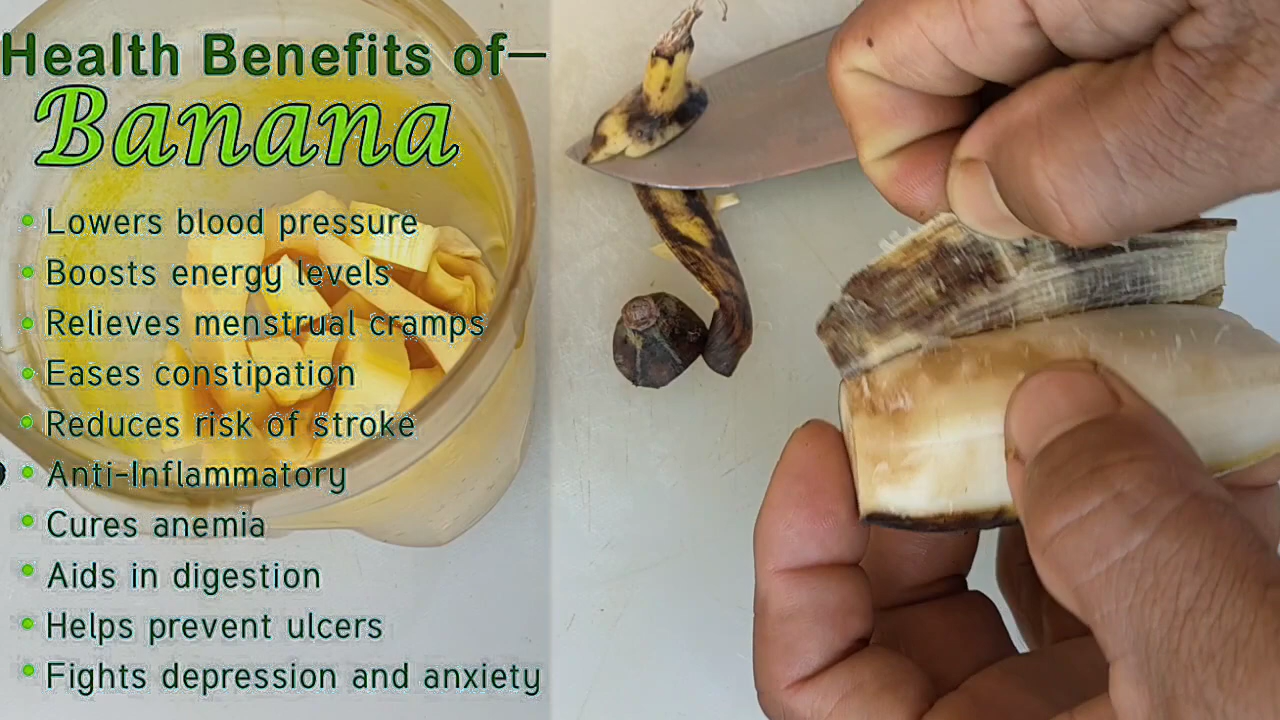 Health Benefits of—
Banana
• Lowers blood pressure
• Boosts energy levels
• Relieves menstrual cramps
• Eases constipation
• Reduces risk of stroke
• Anti-Inflammatory
• Cures anemia
• Aids in digestion
• Helps prevent ulcers
• Fights depression and anxiety